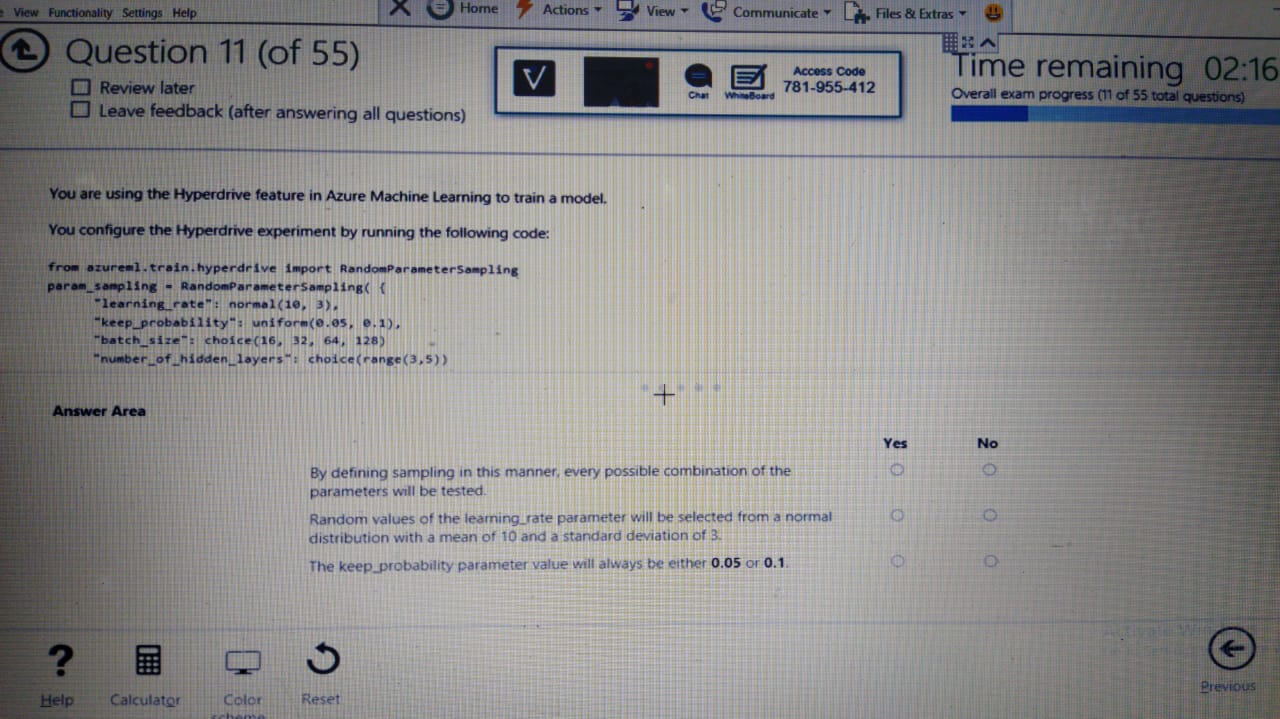 View Functionality Settings Help
Home Actions View Communicate Files & Extras
Question 11 (of 55)
Review later
Leave feedback (after answering all questions)
V
Chat WhiteBoard
Access Code
781-955-412
Time remaining 02:16
Overall exam progress (11 of 55 total questions)
You are using the Hyperdrive feature in Azure Machine Learning to train a model.
You configure the Hyperdrive experiment by running the following code:
from azureml.train.hyperdrive import RandomParameterSampling
param_sampling = RandomParameterSampling( {
"learning_rate": normal(10, 3),
"keep_probability": uniform(0.05, 0.1),
"batch_size": choice(16, 32, 64, 128)
"number_of_hidden_layers": choice(range(3,5))
Answer Area
Yes No
By defining sampling in this manner, every possible combination of the
parameters will be tested.
Random values of the learning_rate parameter will be selected from a normal
distribution with a mean of 10 and a standard deviation of 3.
The keep_probability parameter value will always be either 0.05 or 0.1.
?
Help Calculator Color Reset
scheme
Previous